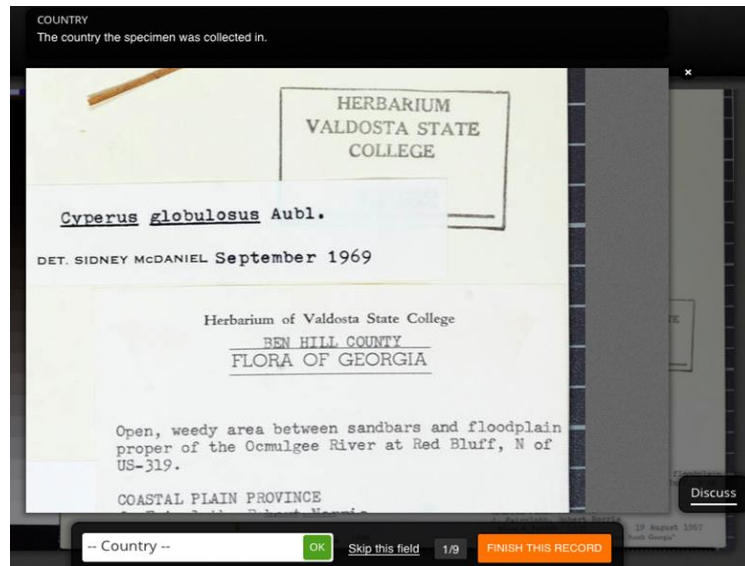 COUNTRY
The country the specimen was collected in.
×
HERBARIUM
VALDOSTA STATE
COLLEGE
Cyperus globulosus Aubl.
DET. SIDNEY McDANIEL September 1969
Herbarium of Valdosta State College
BEN HILL COUNTY
FLORA OF GEORGIA
Open, weedy area between sandbars and floodplain
proper of the Ocmulgee River at Red Bluff, N of
US-319.
COASTAL PLAIN PROVINCE
19 August 1967
Discuss
-- Country --
OK
Skip this field
1/9
FINISH THIS RECORD